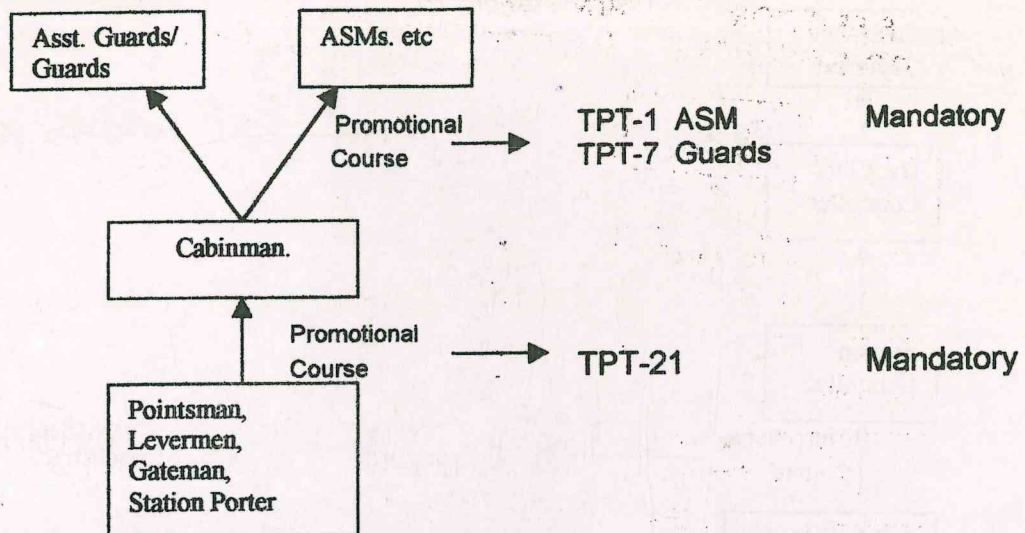 Asst. Guards/
Guards
ASMs. etc
Promotional
Course
TPT-1 ASM
TPT-7 Guards
Mandatory
Cabinman.
Promotional
Course
TPT-21
Mandatory
Pointsman,
Levermen,
Gateman,
Station Porter